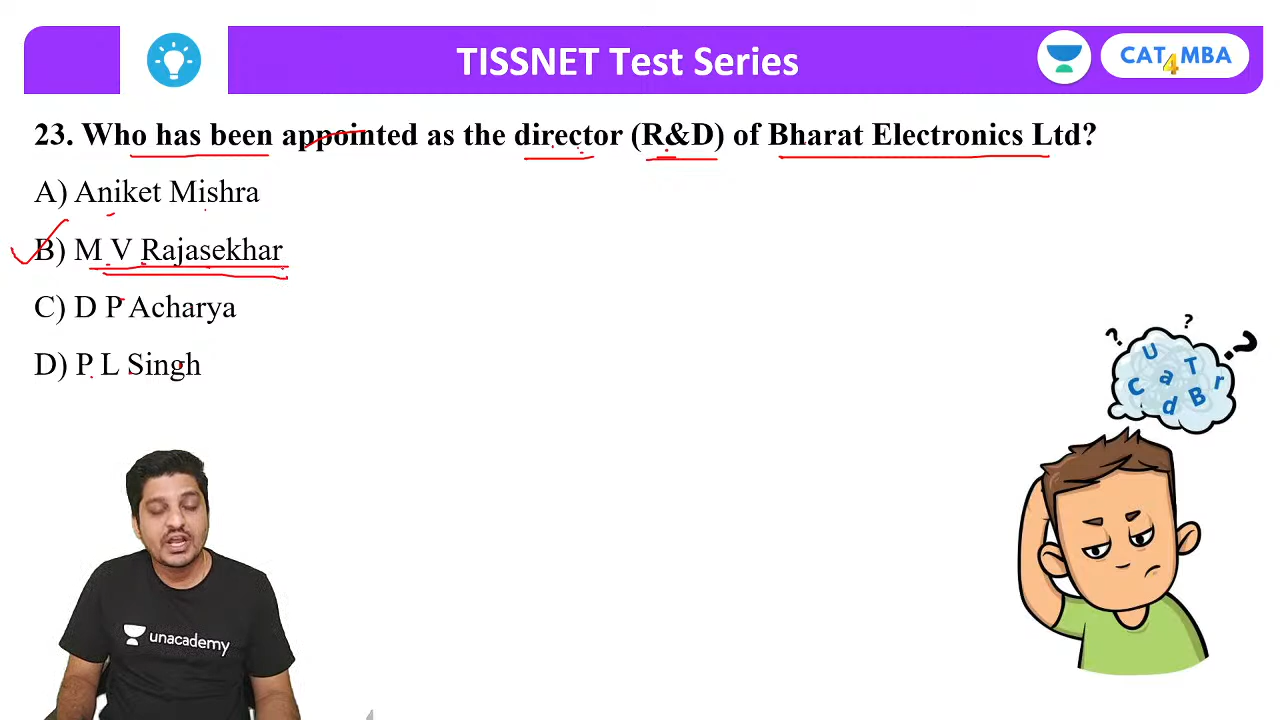 TISSNET Test Series
CAT4MBA
23. Who has been appointed as the director (R&D) of Bharat Electronics Ltd?
A) Aniket Mishra
B) M V Rajasekhar
C) D P Acharya
D) P L Singh
? ? ?
U T r
C a B
d
unacademy